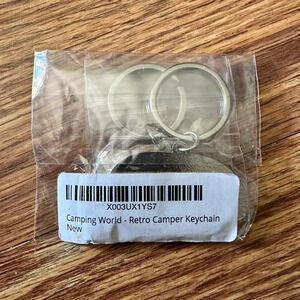 X003UX1YS7
Camping World - Retro Camper Keychain
New